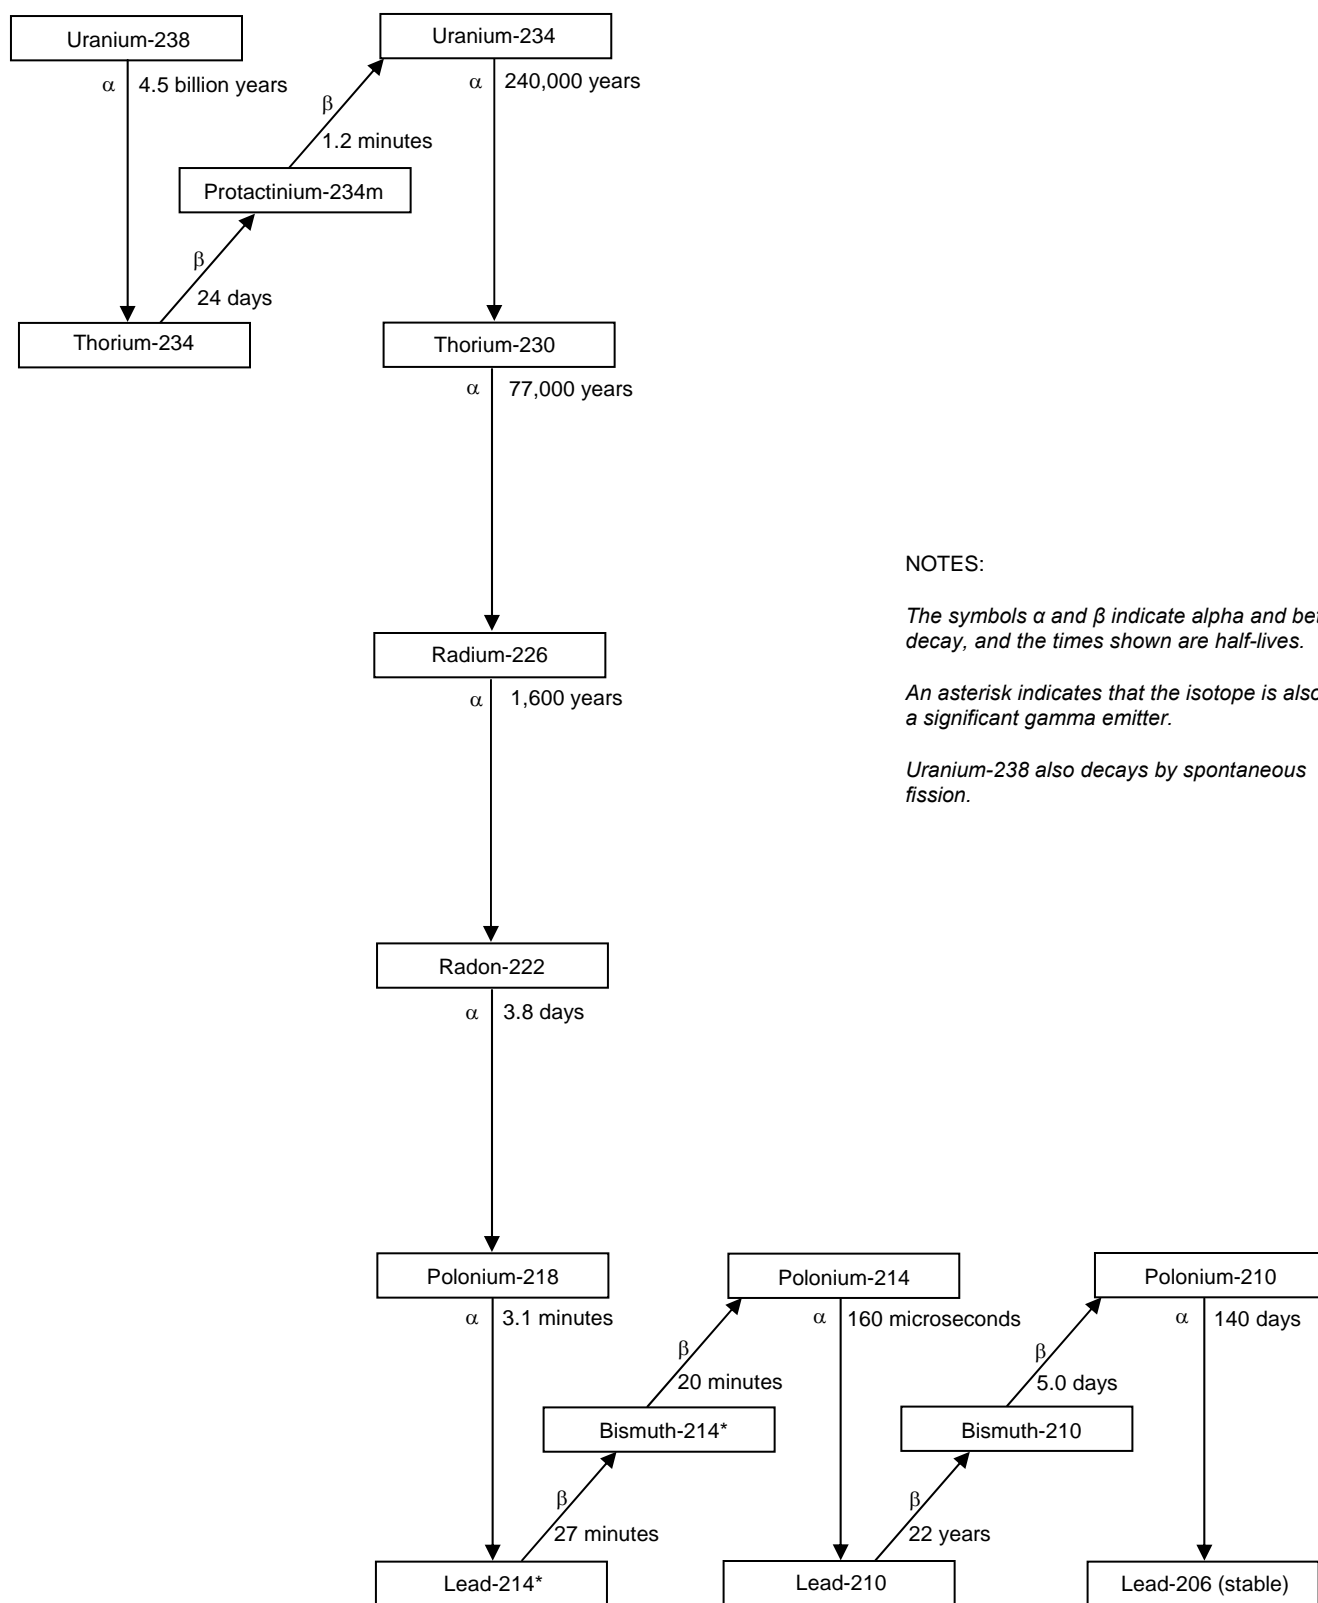 Uranium-238
Uranium-234
α 4.5 billion years
α 240,000 years
β
1.2 minutes
Protactinium-234m
β
24 days
Thorium-234
Thorium-230
α 77,000 years
NOTES:
The symbols α and β indicate alpha and
decay, and the times shown are half-lives.
An asterisk indicates that the isotope is also
a significant gamma emitter.
Uranium-238 also decays by spontaneous
fission.
Radium-226
α 1,600 years
Radon-222
α 3.8 days
Polonium-218
Polonium-214
Polonium-210
α 3.1 minutes
α 160 microseconds
α 140 days
β
20 minutes
β
5.0 days
Bismuth-214*
Bismuth-210
β
27 minutes
β
22 years
Lead-214*
Lead-210
Lead-206 (stable)